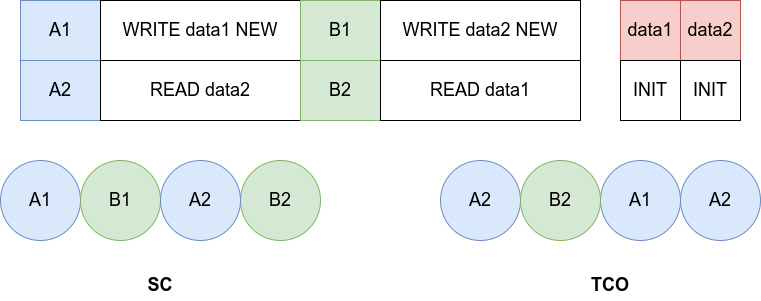 A1 WRITE data1 NEW B1 WRITE data2 NEW data1 data2
A2 READ data2 B2 READ data1 INIT INIT
A1 B1 A2 B2 A2 B2 A1 A2
SC TCO